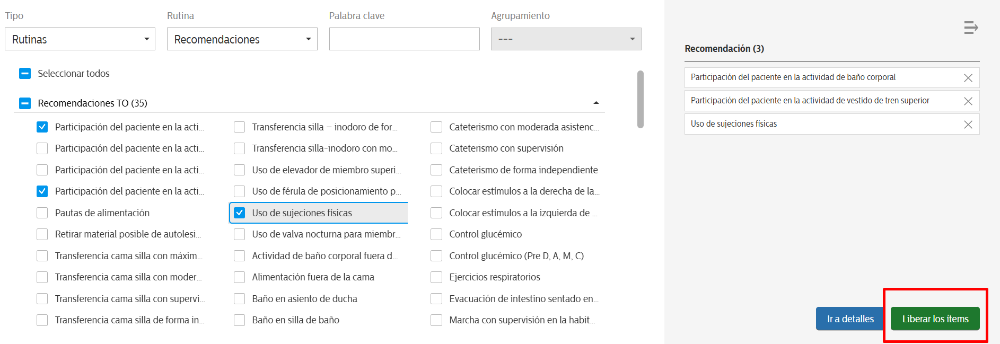 Tipo
Rutina
Palabra clave
Agrupamiento
Rutinas
Recomendaciones
---
Seleccionar todos
Recomendaciones TO (35)
Participación del paciente en la acti...
Participación del paciente en la acti...
Participación del paciente en la acti...
Participación del paciente en la acti...
Pautas de alimentación
Retirar material posible de autolesi...
Transferencia cama silla con máxim...
Transferencia cama silla con moder...
Transferencia cama silla con supervi...
Transferencia cama silla de forma in...
Transferencia silla – inodoro de for...
Transferencia silla-inodoro con mo...
Uso de elevador de miembro superi...
Uso de férula de posicionamiento p...
Uso de sujeciones físicas
Uso de valva nocturna para miembr...
Actividad de baño corporal fuera d...
Alimentación fuera de la cama
Baño en asiento de ducha
Baño en silla de baño
Cateterismo con moderada asistenc...
Cateterismo con supervisión
Cateterismo de forma independiente
Colocar estímulos a la derecha de la...
Colocar estímulos a la izquierda de ...
Control glucémico
Control glucémico (Pre D, A, M, C)
Ejercicios respiratorios
Evacuación de intestino sentado en...
Marcha con supervisión en la habit...
Recomendación (3)
Participación del paciente en la actividad de baño corporal
Participación del paciente en la actividad de vestido de tren superior
Uso de sujeciones físicas
Ir a detalles
Liberar los ítems